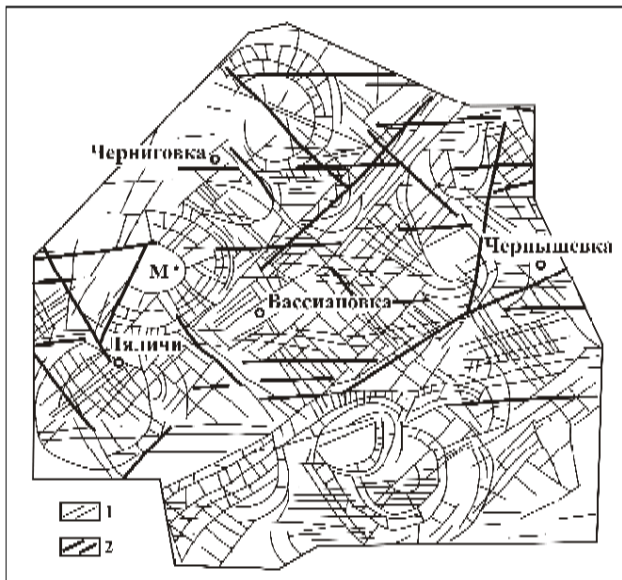 Черниговка
Чернышевка
М
Вассиановка
Ляличи
1
2